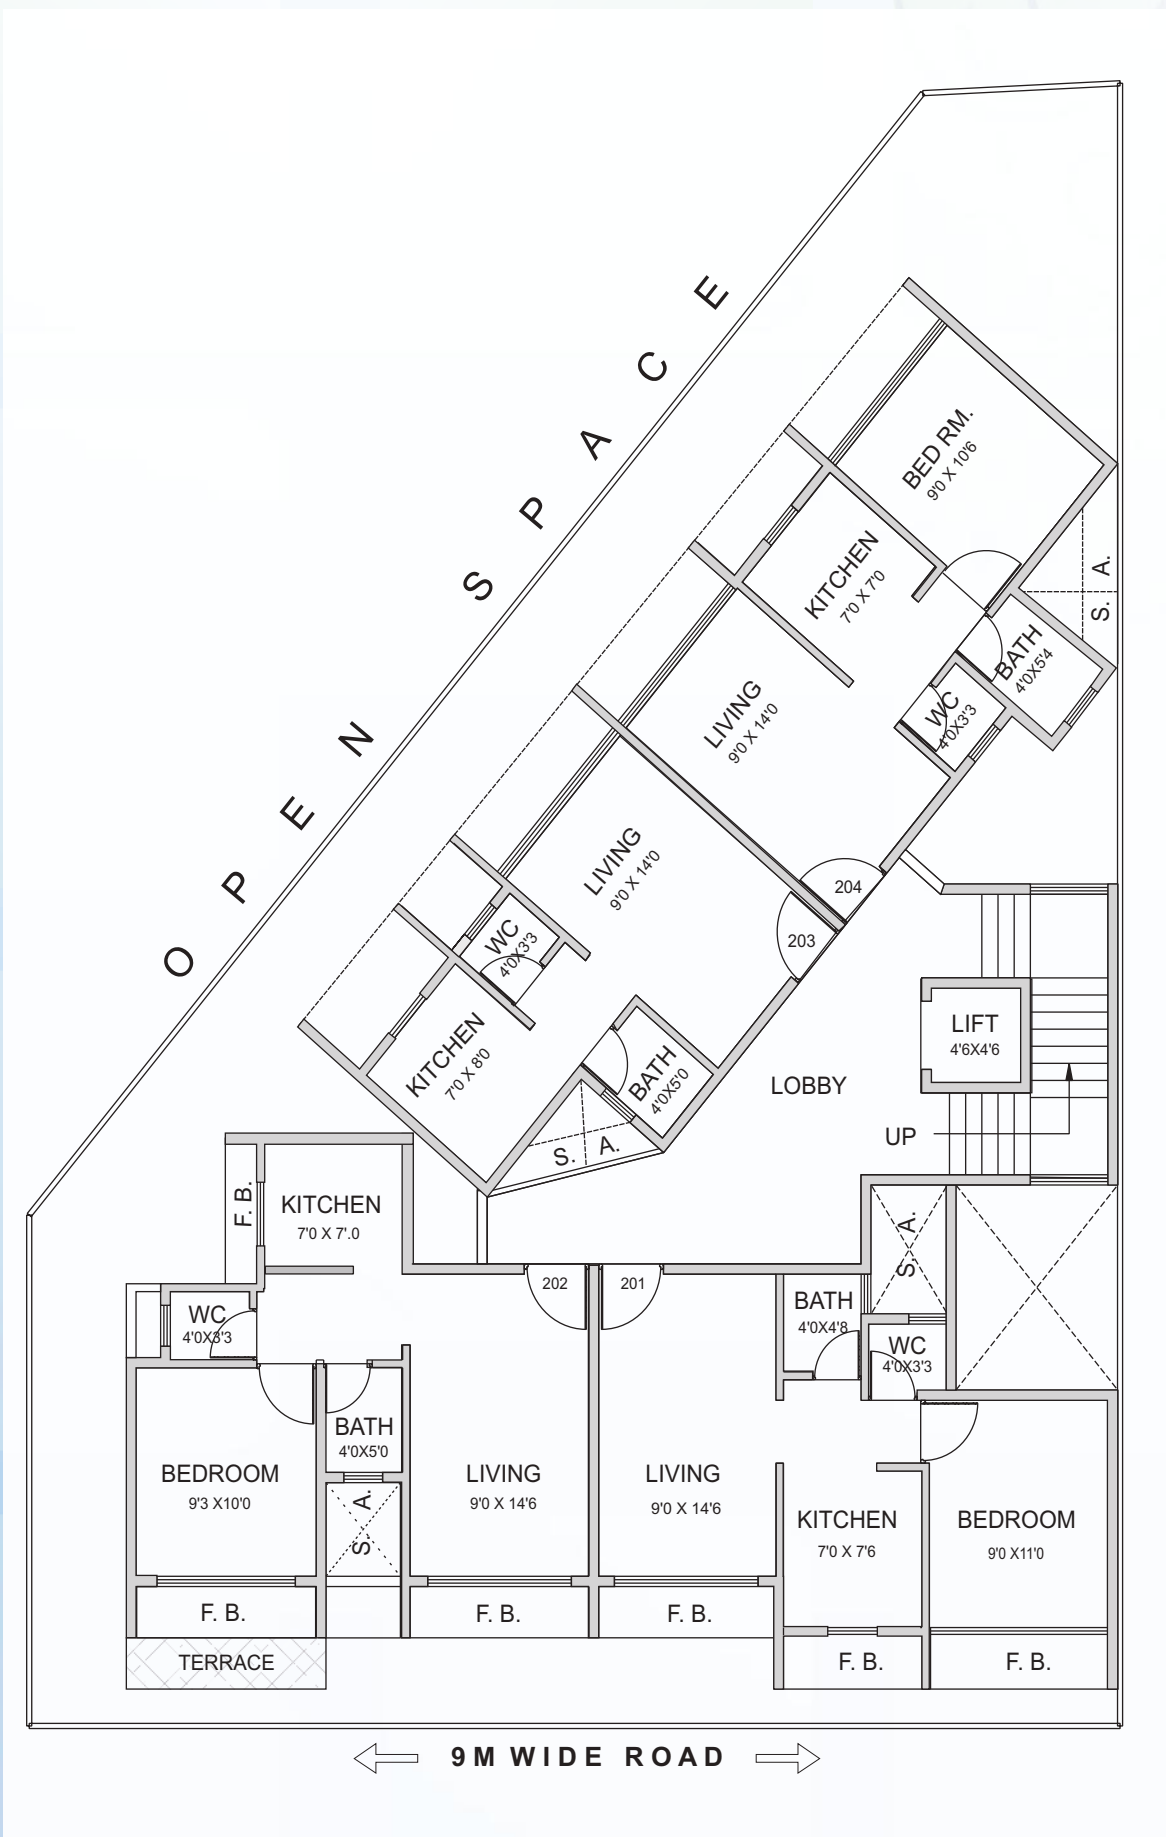 OPEN SPACE
BED RM.
9'0 X 10'6
KITCHEN
7'0 X 7'0
S. A.
BATH
4'0X5'4
WC
4'0X3'3
LIVING
9'0 X 14'0
204
LIVING
9'0 X 14'0
203
WC
4'0X3'3
KITCHEN
7'0 X 8'0
BATH
4'0X5'0
S. A.
LIFT
4'6X4'6
LOBBY
UP
F. B.
KITCHEN
7'0 X 7'.0
WC
4'0X3'3
202
201
BATH
4'0X4'8
S. A.
WC
4'0X3'3
BATH
4'0X5'0
BEDROOM
9'3 X10'0
S. A.
LIVING
9'0 X 14'6
LIVING
9'0 X 14'6
KITCHEN
7'0 X 7'6
BEDROOM
9'0 X11'0
F. B.
F. B.
F. B.
F. B.
F. B.
TERRACE
9M WIDE ROAD